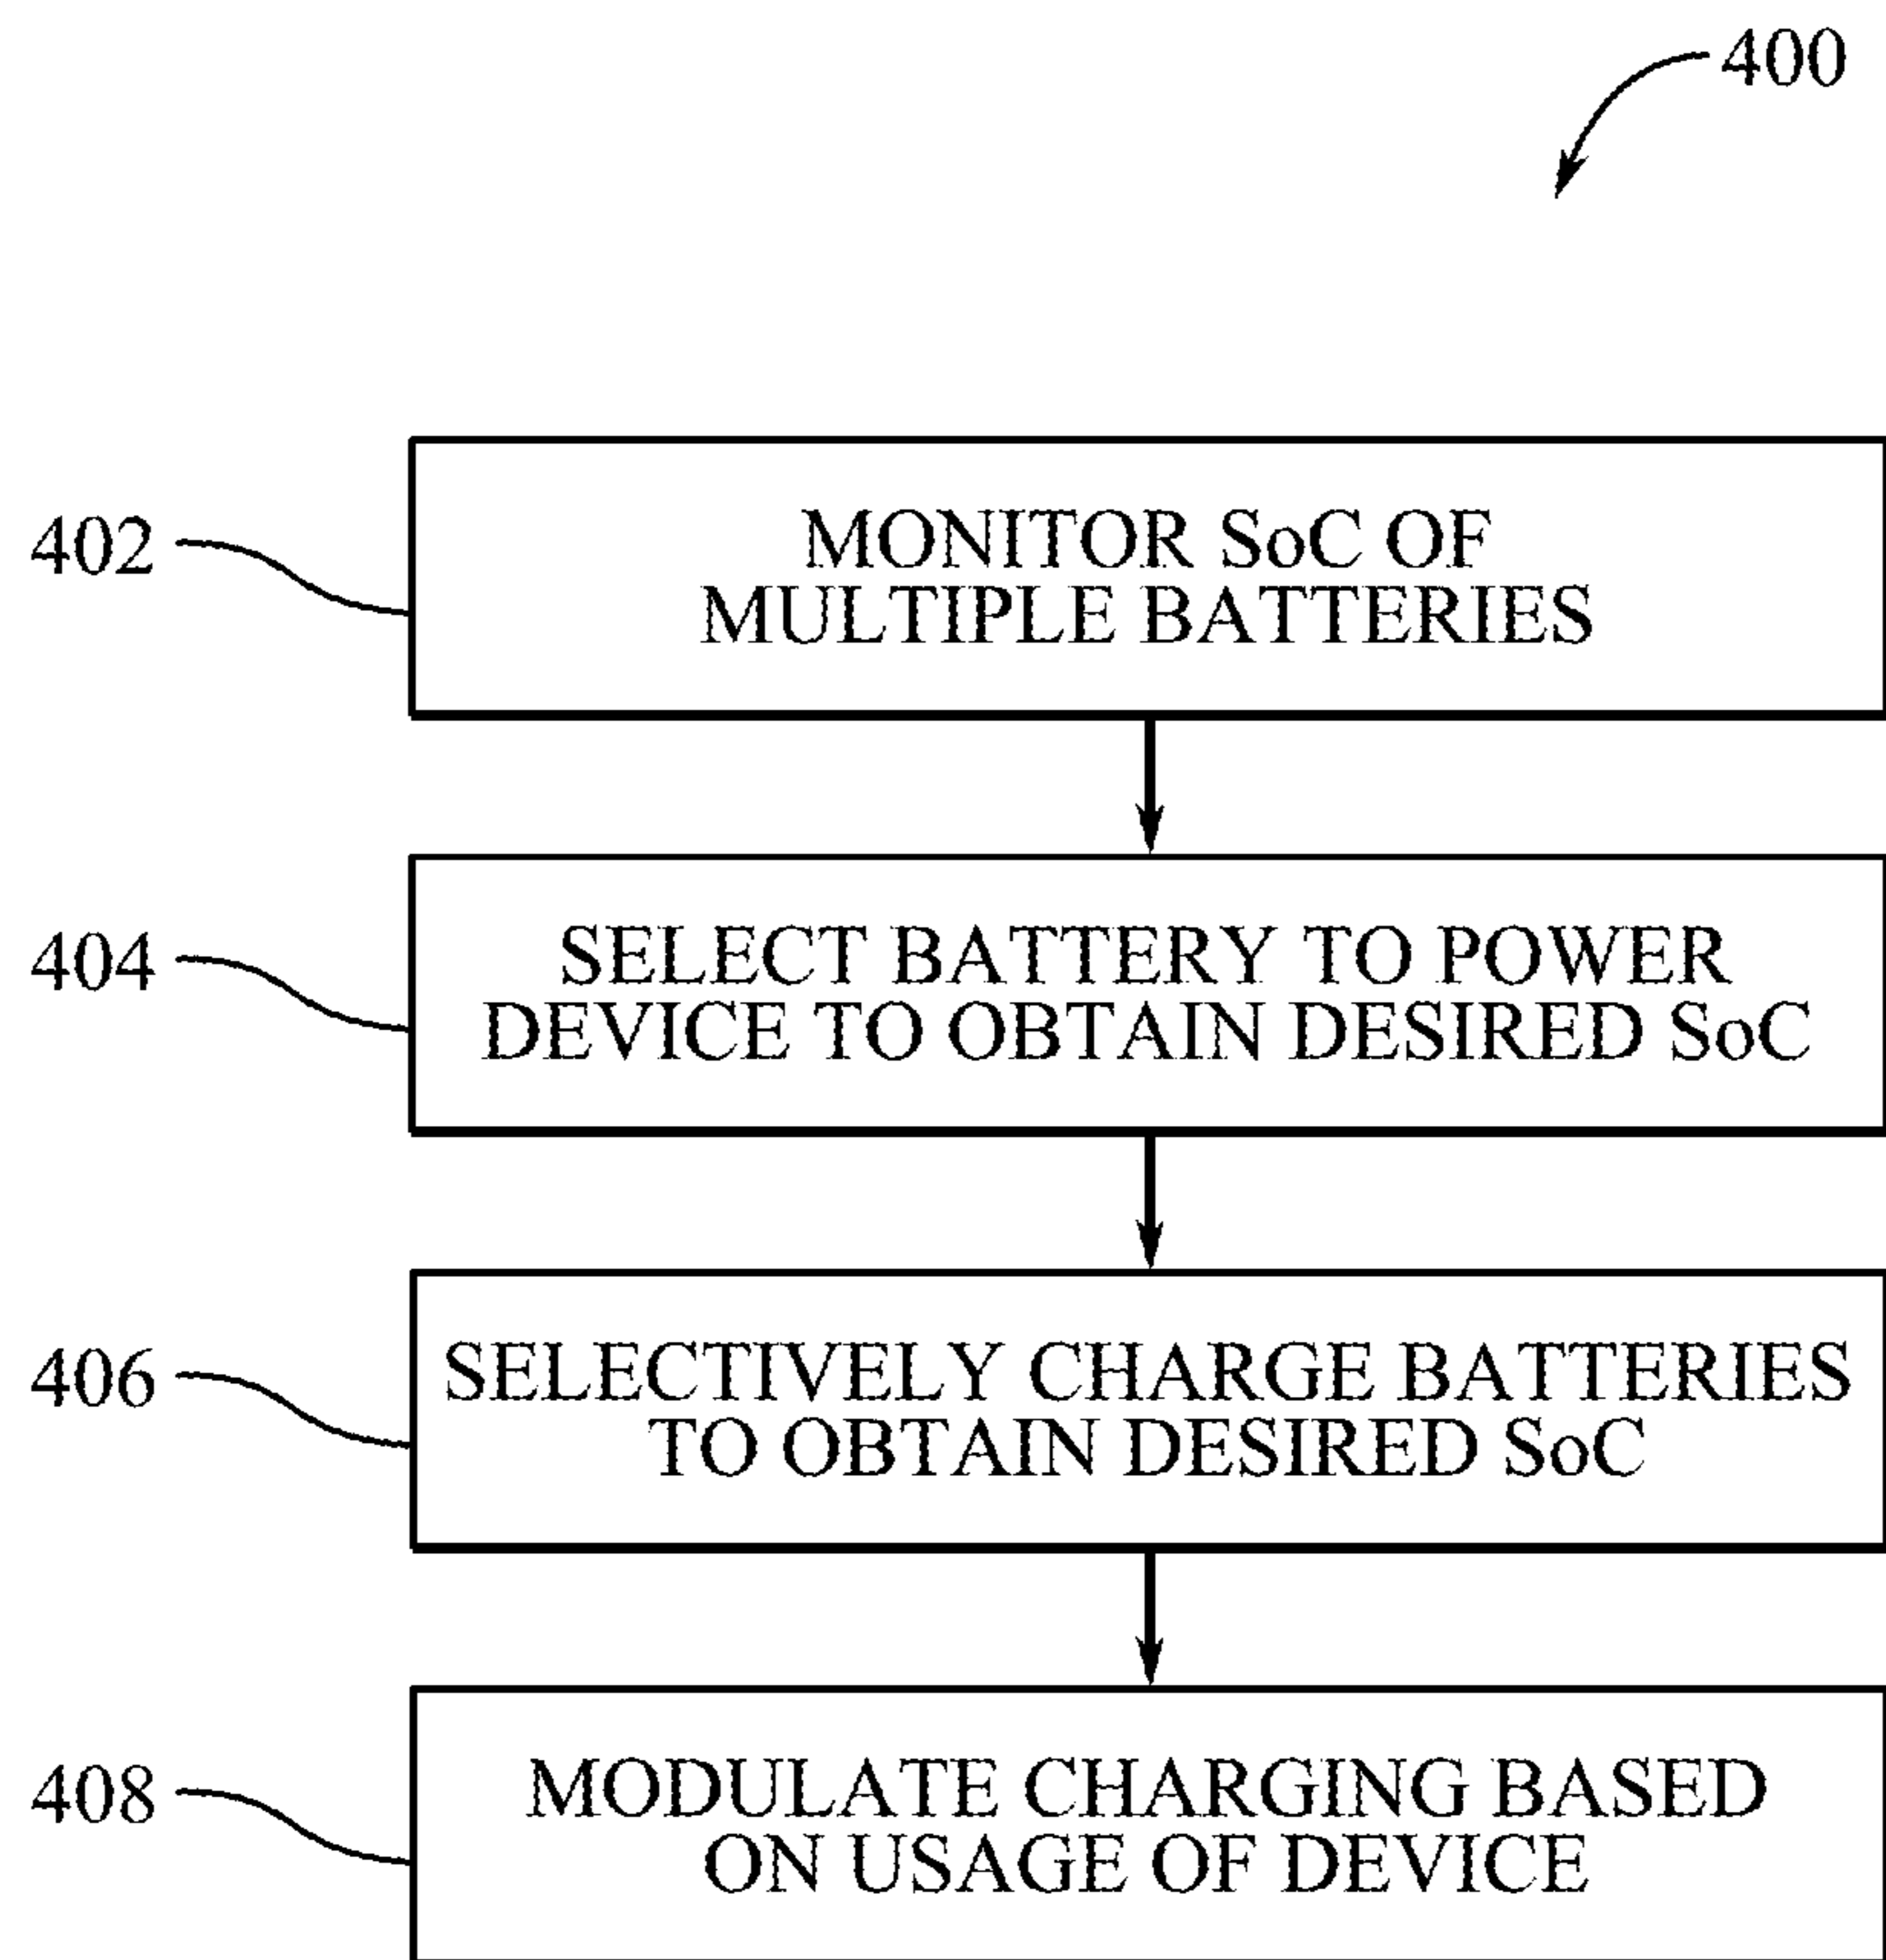 400
402
MONITOR SoC OF
MULTIPLE BATTERIES
404
SELECT BATTERY TO POWER
DEVICE TO OBTAIN DESIRED SoC
406
SELECTIVELY CHARGE BATTERIES
TO OBTAIN DESIRED SoC
408
MODULATE CHARGING BASED
ON USAGE OF DEVICE